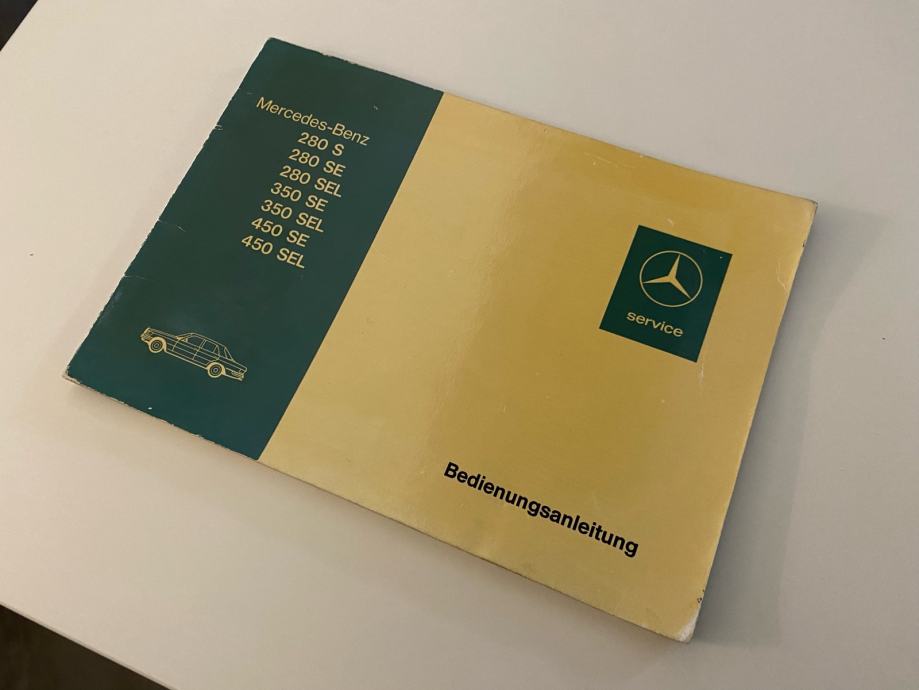 Mercedes-Benz
280 S
280 SE
280 SEL
350 SE
350 SEL
450 SE
450 SEL
service
Bedienungsanleitung